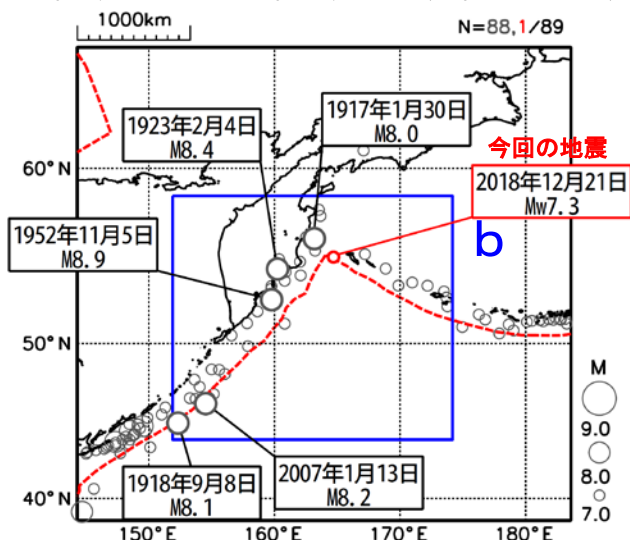 1000km
N=88,1/89
1917年1月30日
M8.0
1923年2月4日
M8.4
今回の地震
2018年12月21日
Mw7.3
1952年11月5日
M8.9
b
60°N
50°N
40°N
M
9.0
8.0
7.0
1918年9月8日
M8.1
2007年1月13日
M8.2
150°E
160°E
170°E
180°E